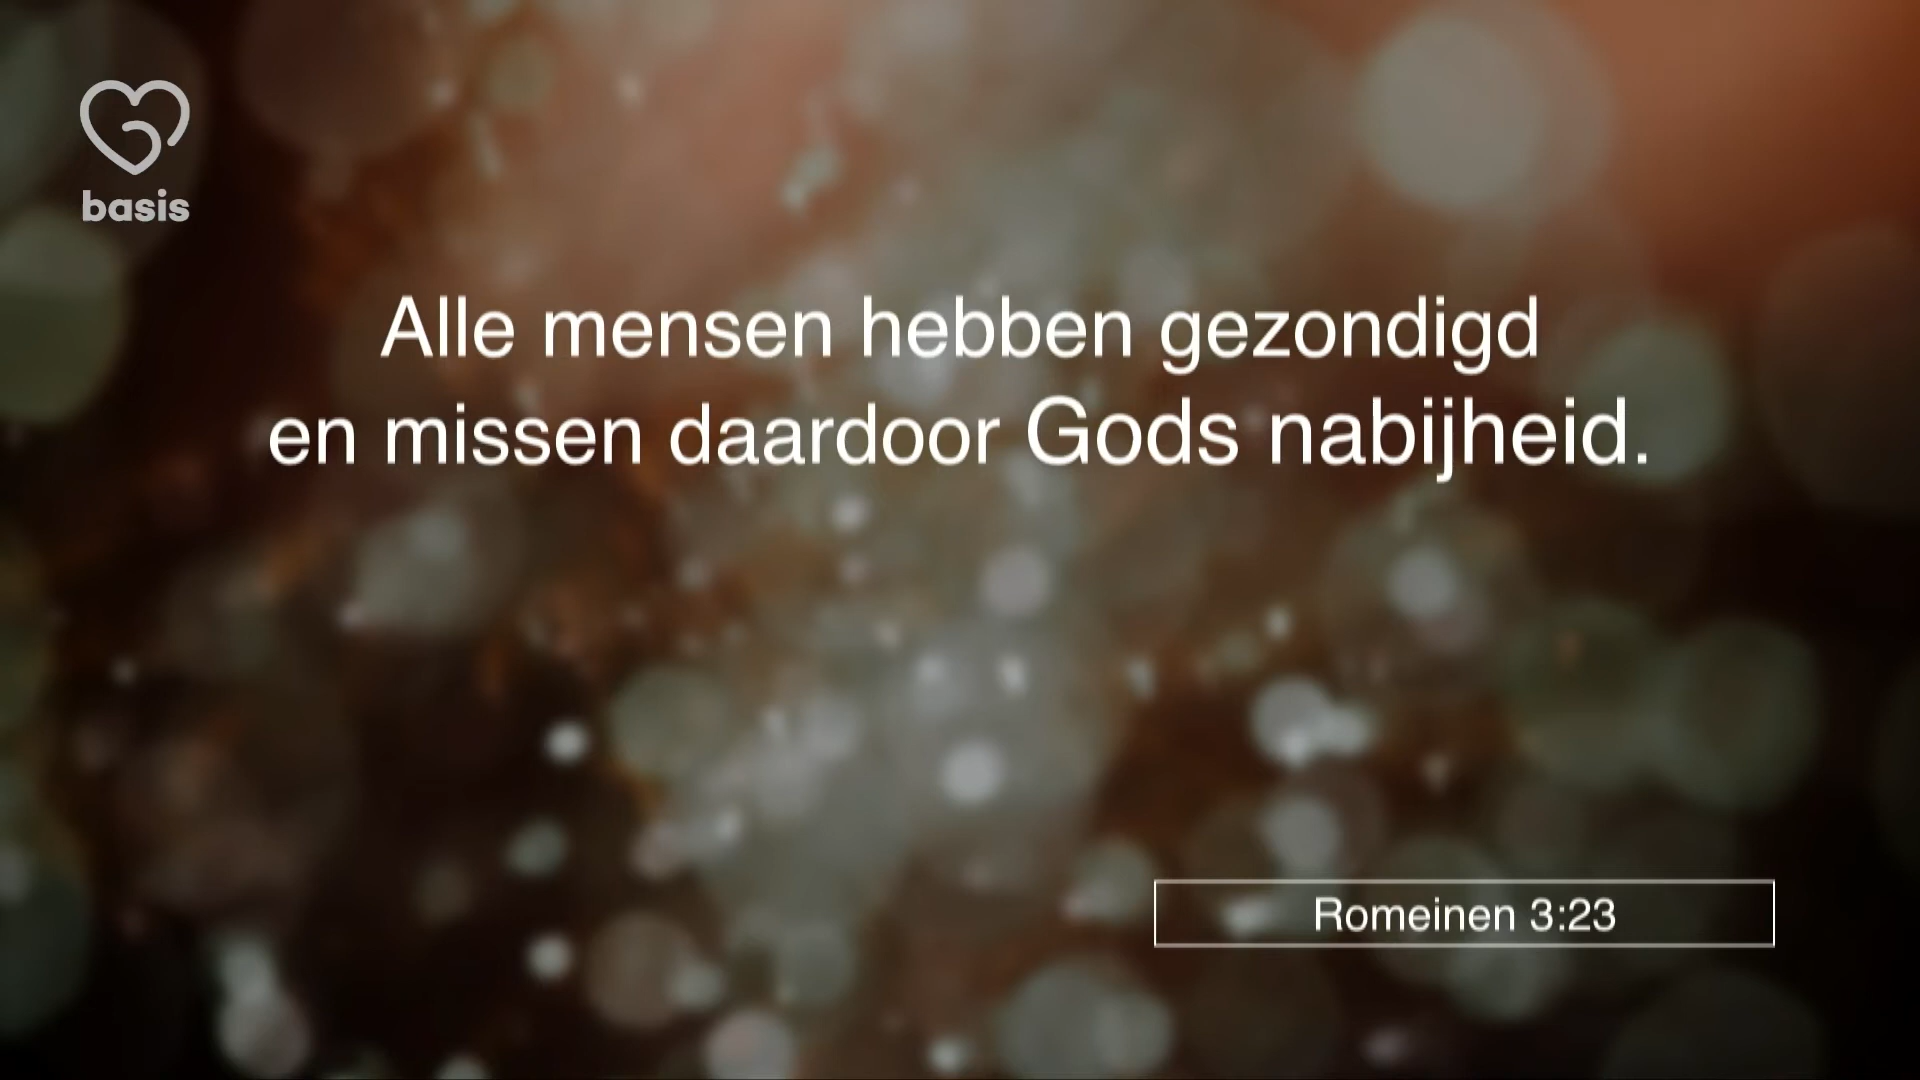 basis
Alle mensen hebben gezondigd
en missen daardoor Gods nabijheid.
Romeinen 3:23